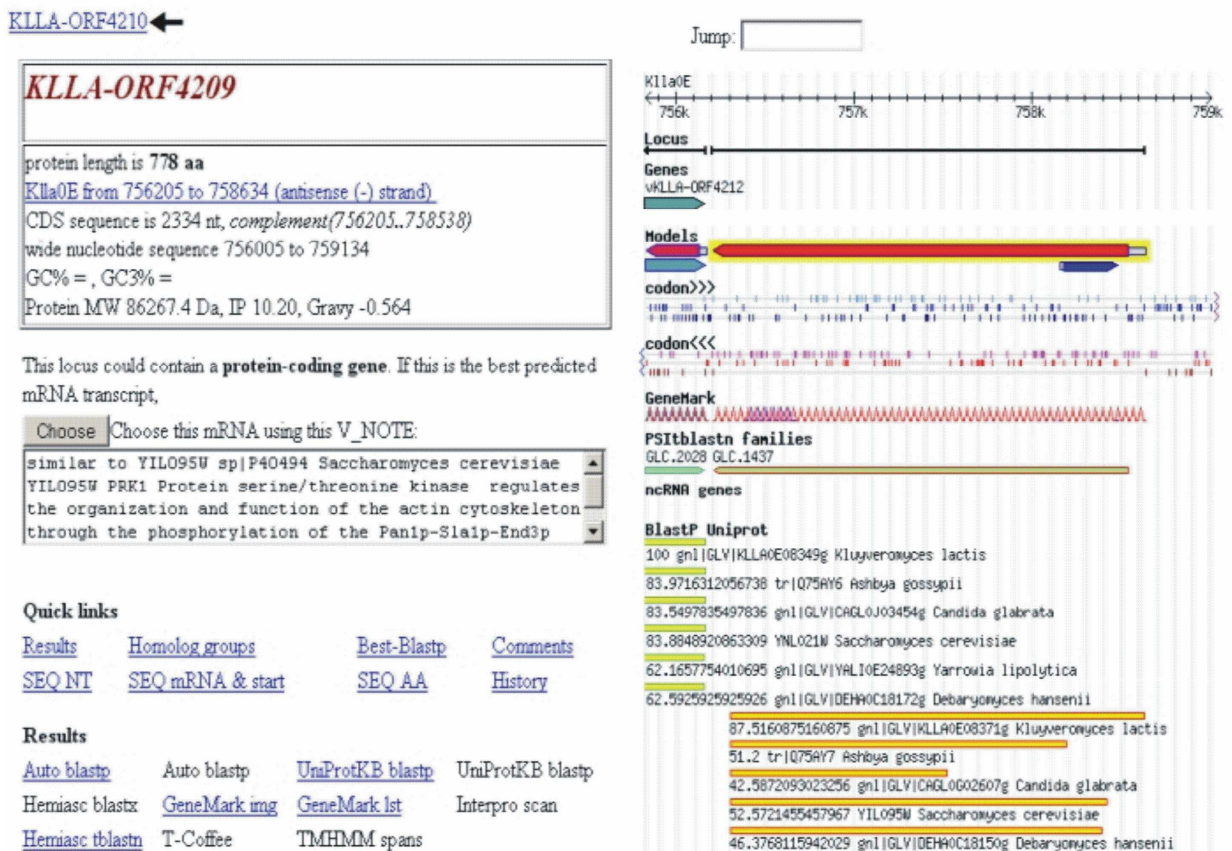 KLLA-ORF4210
KLLA-ORF4209
protein length is 778 aa
Klla0E from 756205 to 758634 (antisense (-) strand)
CDS sequence is 2334 nt, complement(756205..758538)
wide nucleotide sequence 756005 to 759134
GC% = , GC3% =
Protein MW 86267.4 Da, IP 10.20, Gravy -0.564
This locus could contain a protein-coding gene. If this is the best predicted
mRNA transcript,
Choose Choose this mRNA using this V_NOTE:
similar to YIL095W sp|P40494 Saccharomyces cerevisiae
YIL095W PRK1 Protein serine/threonine kinase regulates
the organization and function of the actin cytoskeleton
through the phosphorylation of the Pan1p-Sla1p-End3p
Quick links
Results Homolog groups Best-Blastp Comments
SEQ NT SEQ mRNA & start SEQ AA History
Results
Auto blastp Auto blastp UniProtKB blastp UniProtKB blastp
Hemiasc blastx GeneMark img GeneMark lst Interpro scan
Hemiasc tblastn T-Coffee TMHMM spans
Jump:
Klla0E
756k 757k 758k 759k
Locus
Genes
vKLLA-ORF4212
Models
codon>>>
codon<<<
GeneMark
PSItblastn families
GLC.2028 GLC.1437
ncRNA genes
BlastP Uniprot
100 gnl|GLV|KLLA0E08349g Kluyveromyces lactis
83.9716312056738 tr|Q75AY6 Ashbya gossypii
83.5497835497836 gnl|GLV|CAGL0J03454g Candida glabrata
83.8848920863309 YNL021W Saccharomyces cerevisiae
62.1657754010695 gnl|GLV|YALI0E24893g Yarrowia lipolytica
62.5925925925926 gnl|GLV|DEHA0C18172g Debaryomyces hansenii
87.5160875160875 gnl|GLV|KLLA0E08371g Kluyveromyces lactis
51.2 tr|Q75AY7 Ashbya gossypii
42.5872093023256 gnl|GLV|CAGL0G02607g Candida glabrata
52.5721455457967 YIL095W Saccharomyces cerevisiae
46.3768115942029 gnl|GLV|DEHA0C18150g Debaryomyces hansenii